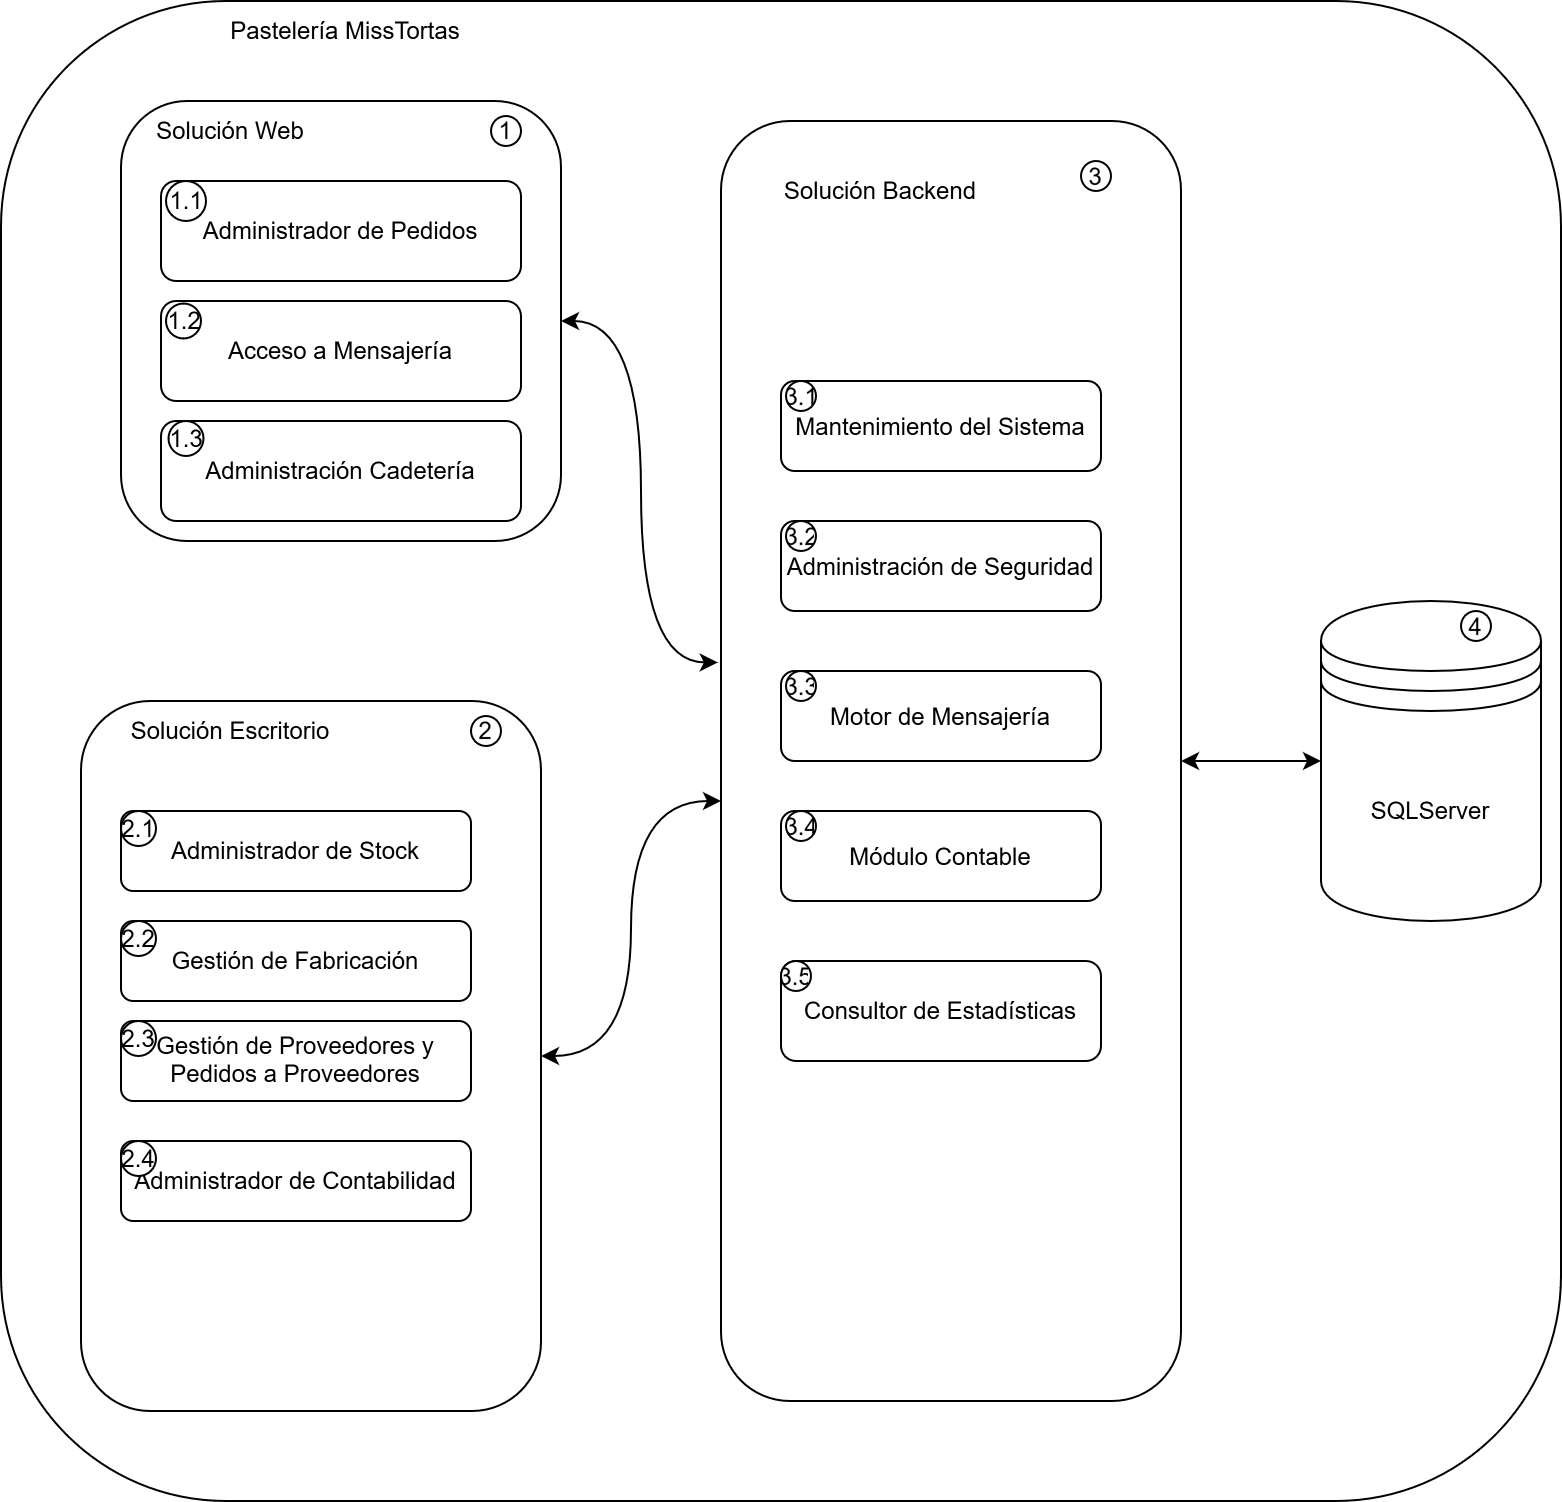 Pastelería MissTortas
Solución Web
1
1.1
Administrador de Pedidos
1.2
Acceso a Mensajería
1.3
Administración Cadetería
Solución Escritorio
2
2.1
Administrador de Stock
2.2
Gestión de Fabricación
2.3
Gestión de Proveedores y
Pedidos a Proveedores
2.4
Administrador de Contabilidad
Solución Backend
3
3.1
Mantenimiento del Sistema
3.2
Administración de Seguridad
3.3
Motor de Mensajería
3.4
Módulo Contable
3.5
Consultor de Estadísticas
4
SQLServer